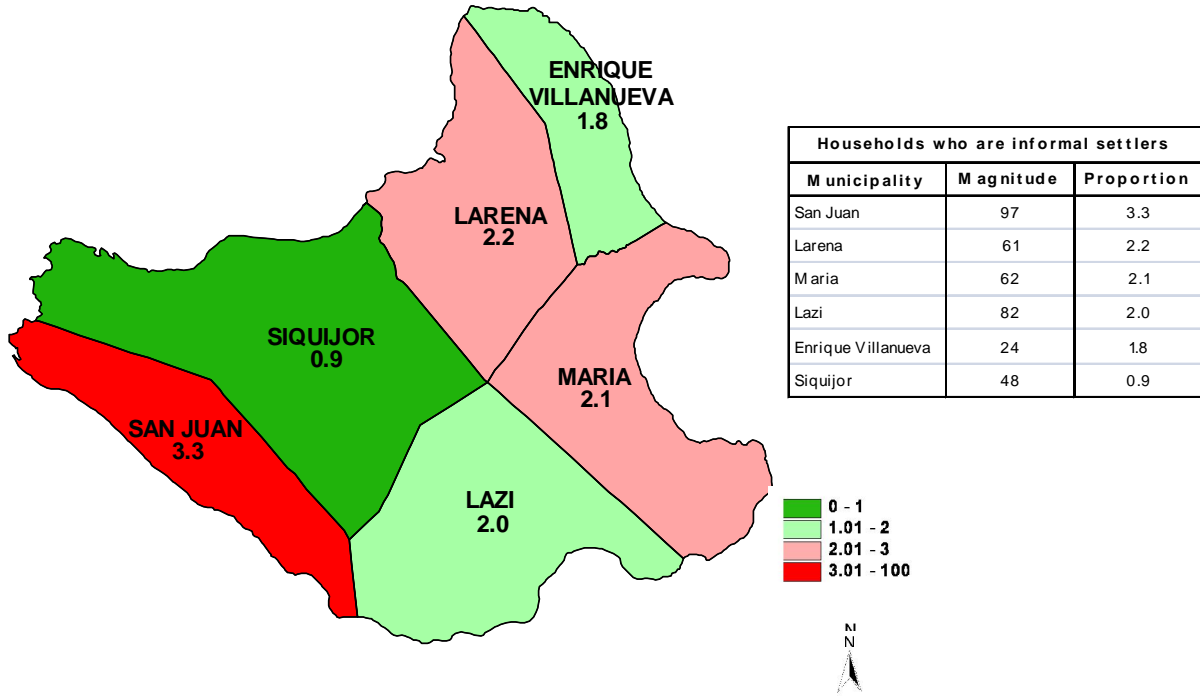 ENRIQUE
VILLANUEVA
1.8
LARENA
2.2
SIQUIJOR
0.9
MARIA
2.1
SAN JUAN
3.3
LAZI
2.0
Households who are informal settlers
Municipality Magnitude Proportion
San Juan 97 3.3
Larena 61 2.2
Maria 62 2.1
Lazi 82 2.0
Enrique Villanueva 24 1.8
Siquijor 48 0.9
0 - 1
1.01 - 2
2.01 - 3
3.01 - 100
N
N